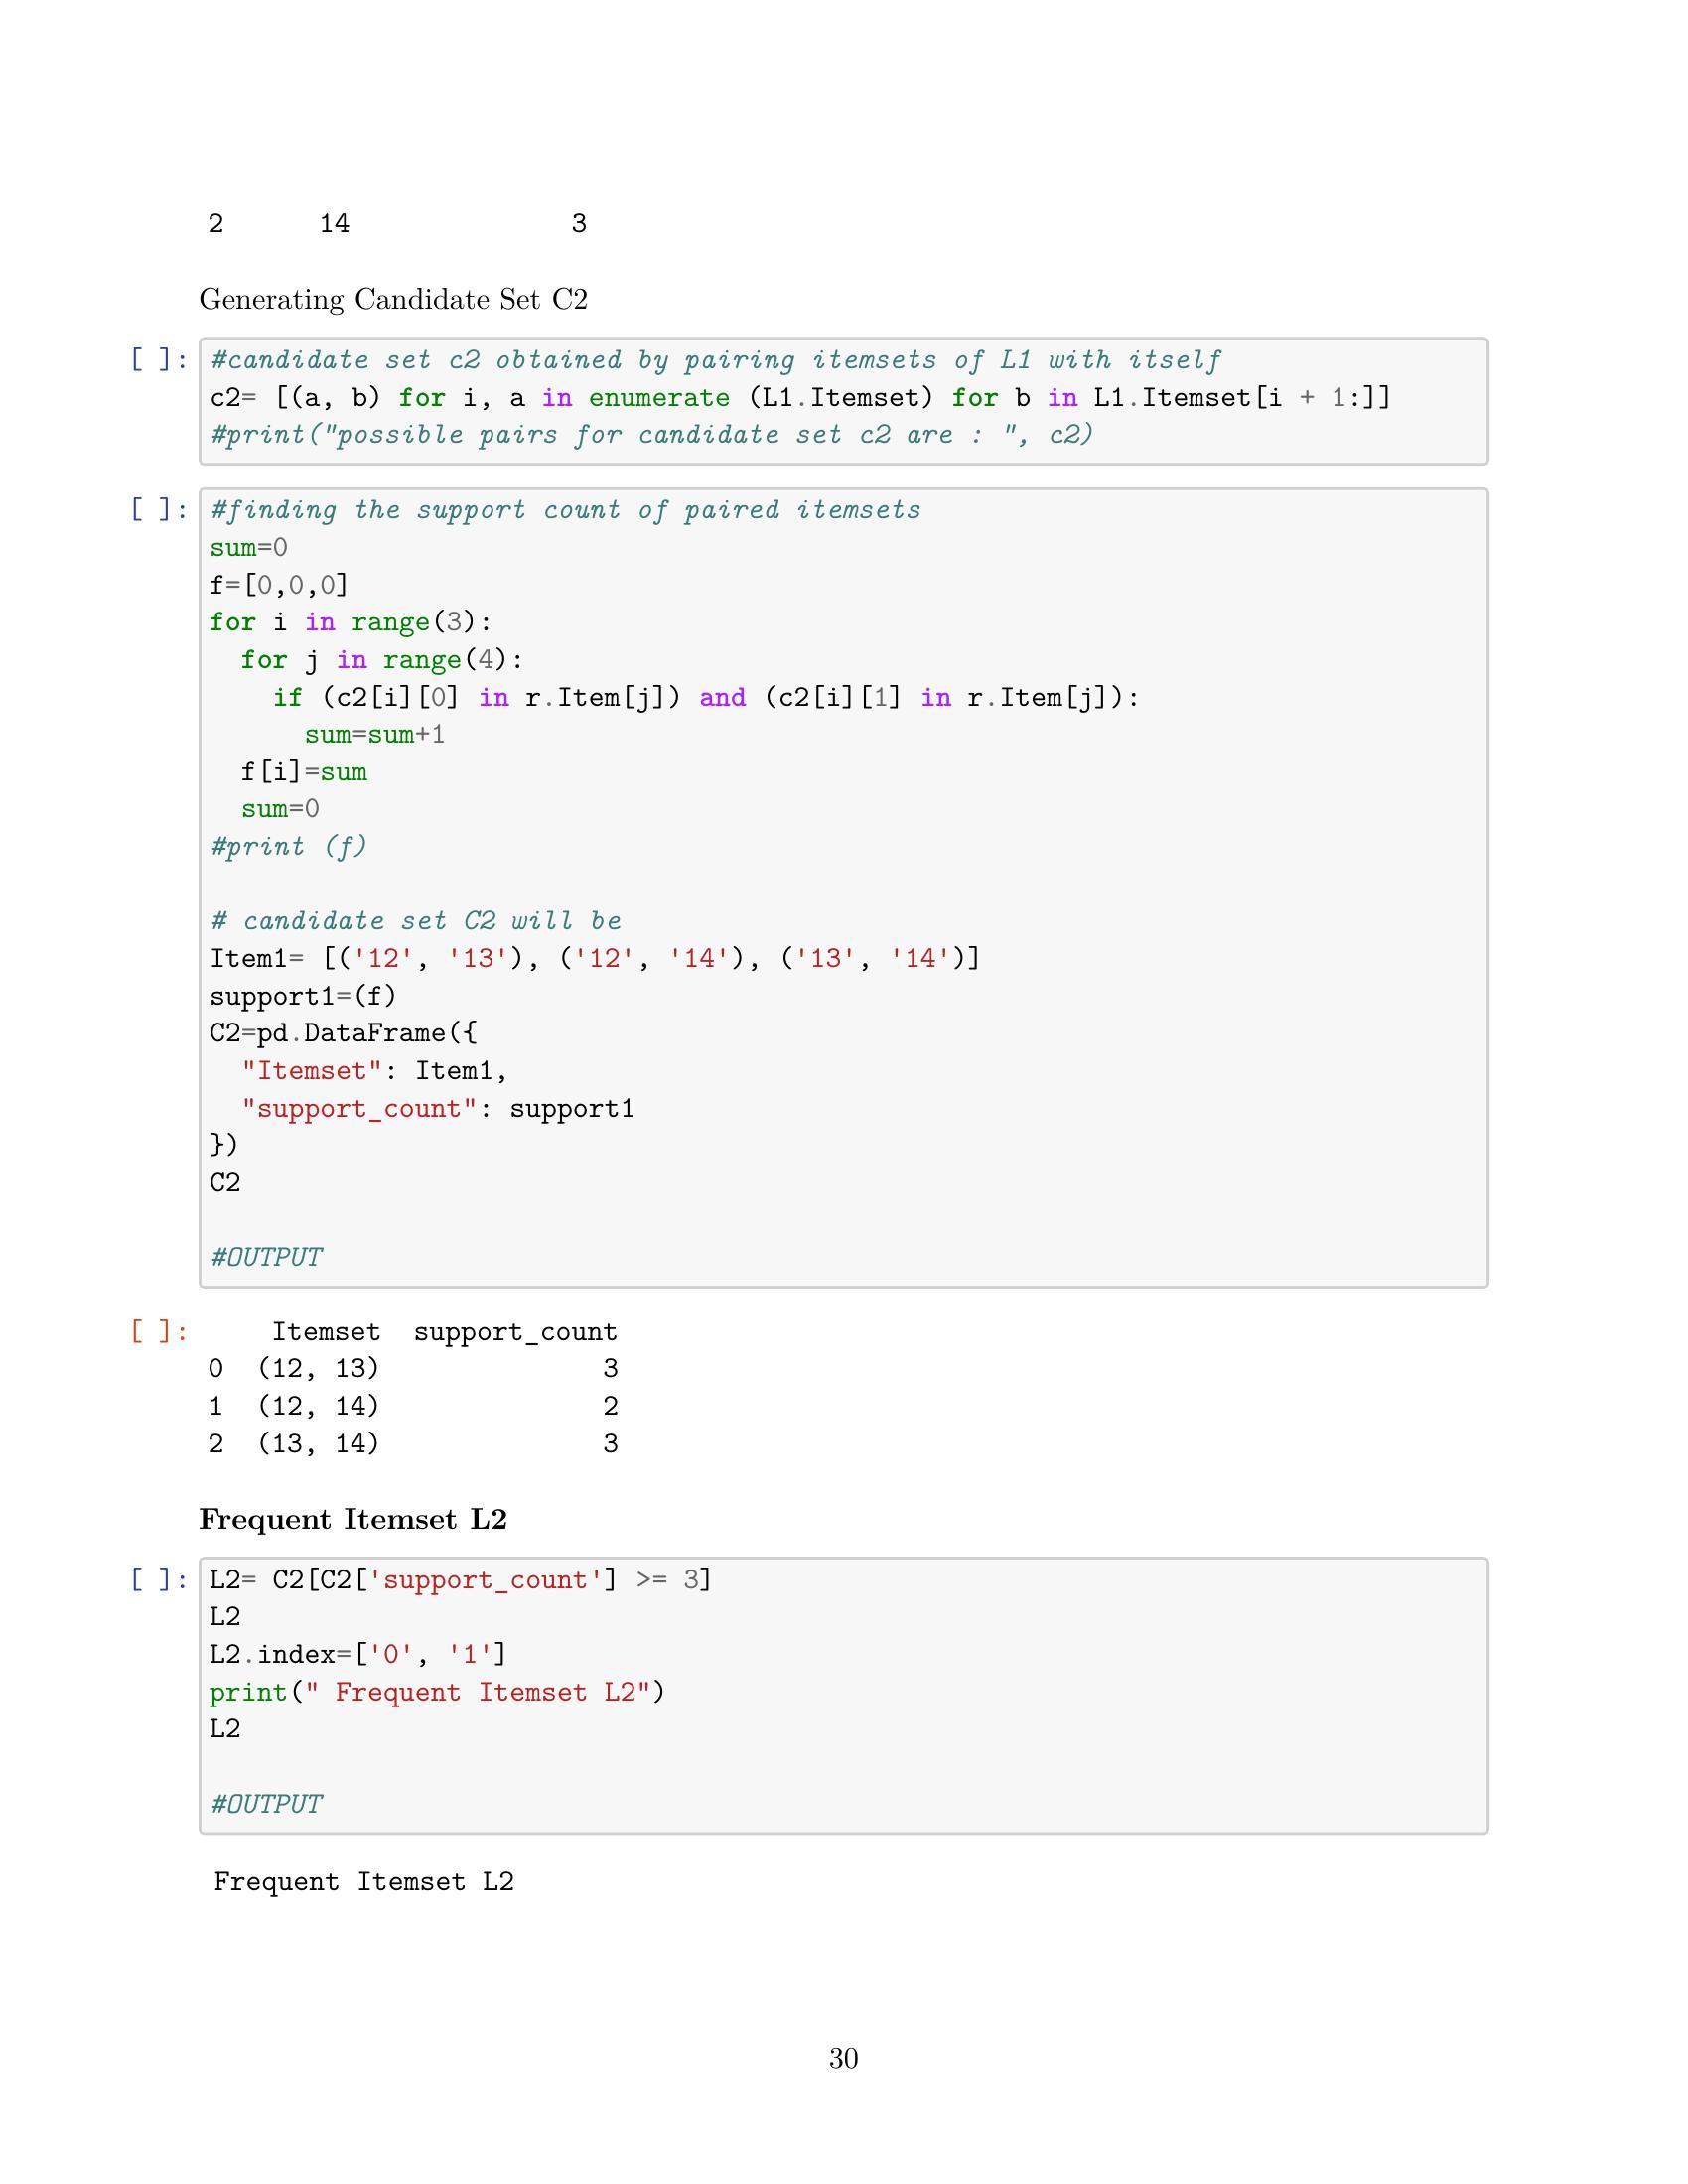 2      14              3
Generating Candidate Set C2
[ ]: #candidate set c2 obtained by pairing itemsets of L1 with itself
c2= [(a, b) for i, a in enumerate (L1.Itemset) for b in L1.Itemset[i + 1:]]
#print("possible pairs for candidate set c2 are : ", c2)
[ ]: #finding the support count of paired itemsets
sum=0
f=[0,0,0]
for i in range(3):
  for j in range(4):
    if (c2[i][0] in r.Item[j]) and (c2[i][1] in r.Item[j]):
      sum=sum+1
  f[i]=sum
  sum=0
#print (f)
# candidate set C2 will be
Item1= [('12', '13'), ('12', '14'), ('13', '14')]
support1=(f)
C2=pd.DataFrame({
  "Itemset": Item1,
  "support_count": support1
})
C2
#OUTPUT
[ ]:     Itemset  support_count
0  (12, 13)              3
1  (12, 14)              2
2  (13, 14)              3
Frequent Itemset L2
[ ]: L2= C2[C2['support_count'] >= 3]
L2
L2.index=['0', '1']
print(" Frequent Itemset L2")
L2
#OUTPUT
Frequent Itemset L2
30